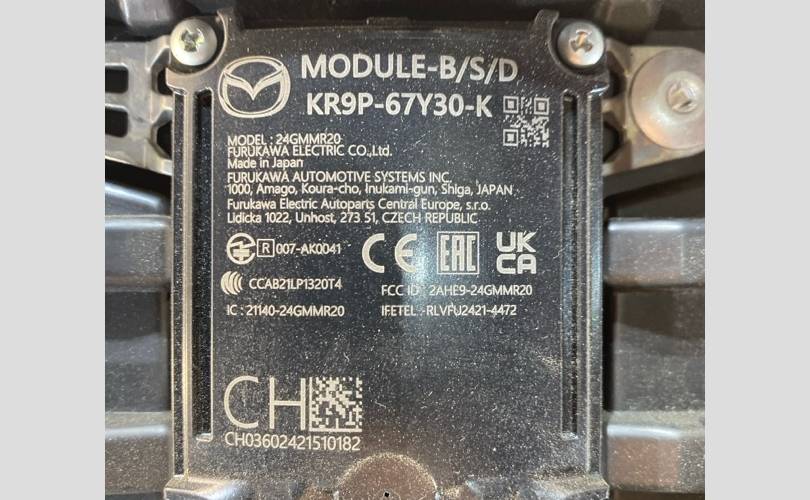 MODULE-B/S/D
KR9P-67Y30-K
MODEL : 24GMMR20
FURUKAWA ELECTRIC CO.,Ltd.
Made in Japan
FURUKAWA AUTOMOTIVE SYSTEMS INC.
1000, Amago, Koura-cho, Inukami-gun, Shiga, JAPAN
Furukawa Electric Autoparts Central Europe, s.r.o.
Lidicka 1022, Unhost, 273 51, CZECH REPUBLIC
R 007-AK0041 CE EAC UK CA
CCAB21LP1320T4 FCC ID : 2AHE9-24GMMR20
IC : 21140-24GMMR20 IFETEL : RLVFU2421-4472
CH
CH03602421510182